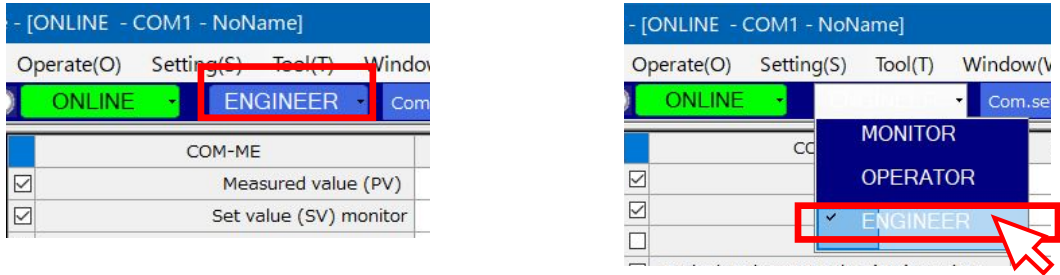 - [ONLINE - COM1 - NoName]
Operate(O) Setting(S) Tool(T) Window
ONLINE ENGINEER Com
COM-ME
Measured value (PV)
Set value (SV) monitor
- [ONLINE - COM1 - NoName]
Operate(O) Setting(S) Tool(T) Window(W
ONLINE Com.se
CO
MONITOR
OPERATOR
ENGINEER